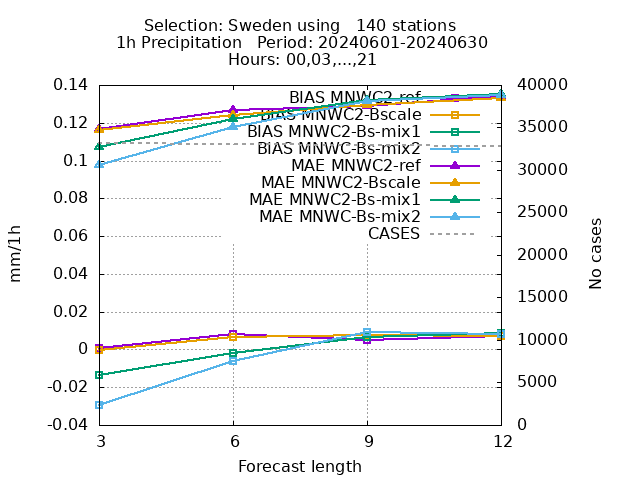 Selection: Sweden using   140 stations
1h Precipitation   Period: 20240601-20240630
Hours: 00,03,...,21
0.14
0.12
0.1
0.08
0.06
0.04
0.02
0
-0.02
-0.04
mm/1h
40000
35000
30000
25000
20000
15000
10000
5000
0
No cases
BIAS MNWC2-ref
BIAS MNWC2-Bscale
BIAS MNWC2-Bs-mix1
BIAS MNWC-Bs-mix2
MAE MNWC2-ref
MAE MNWC2-Bscale
MAE MNWC2-Bs-mix1
MAE MNWC-Bs-mix2
CASES
3 6 9 12
Forecast length